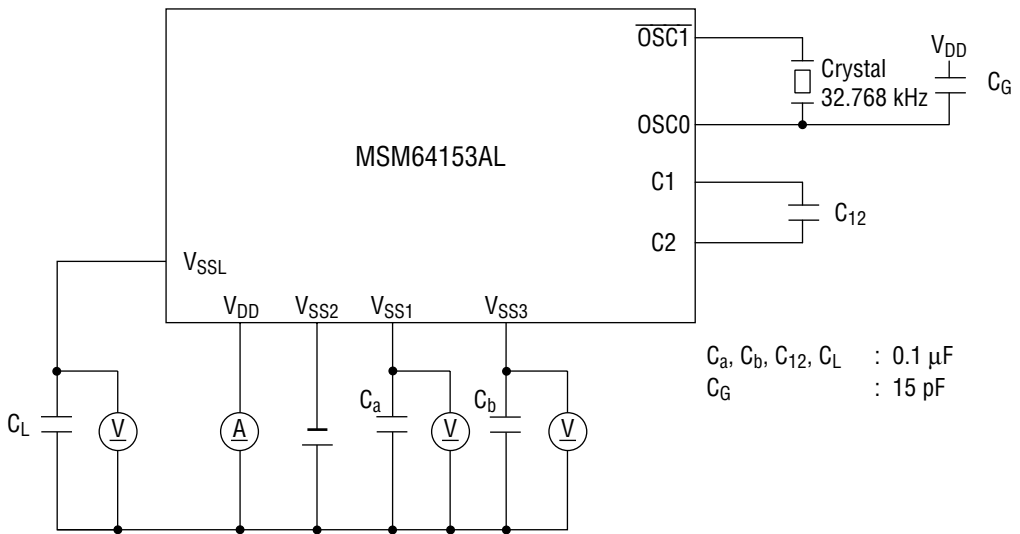 OSC1
VDD
Crystal
32.768 kHz
CG
OSC0
MSM64153AL
C1
C12
C2
VSSL
VDD
VSS2
VSS1
VSS3
Ca, Cb, C12, CL : 0.1 μF
CG : 15 pF
CL
V
A
Ca
V
Cb
V